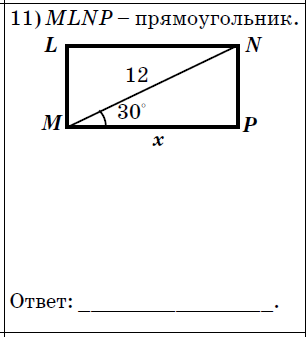 11) MLNP – прямоугольник.
L N
12
M 30° P
x
Ответ: ____________________.